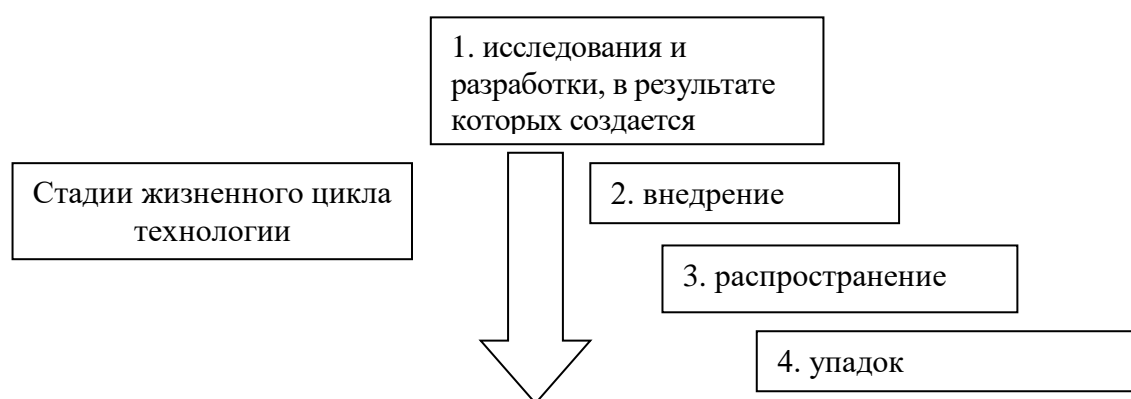 1. исследования и
разработки, в результате
которых создается
Стадии жизненного цикла
технологии
2. внедрение
3. распространение
4. упадок